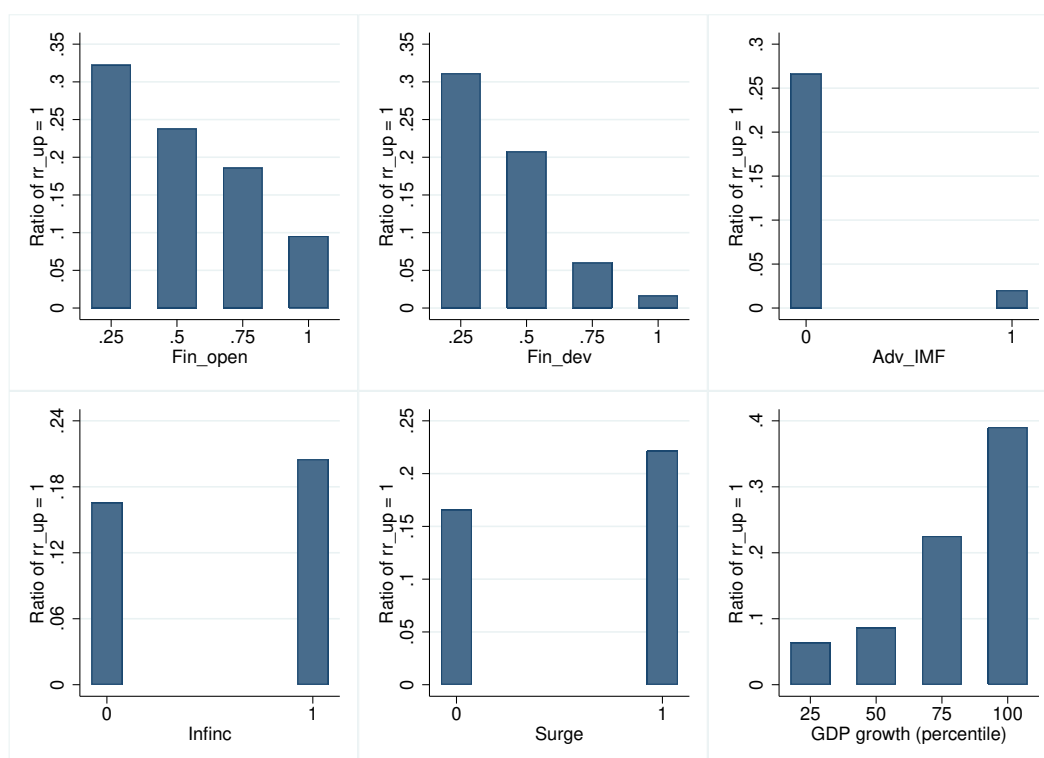 Ratio of rr_up = 1
0 .05 .1 .15 .2 .25 .3 .35
.25 .5 .75 1
Fin_open
Ratio of rr_up = 1
0 .05 .1 .15 .2 .25 .3 .35
.25 .5 .75 1
Fin_dev
Ratio of rr_up = 1
0 .05 .1 .15 .2 .25 .3
0 1
Adv_IMF
Ratio of rr_up = 1
0 .06 .12 .18 .24
0 1
Infinc
Ratio of rr_up = 1
0 .05 .1 .15 .2 .25
0 1
Surge
Ratio of rr_up = 1
0 .1 .2 .3 .4
25 50 75 100
GDP growth (percentile)